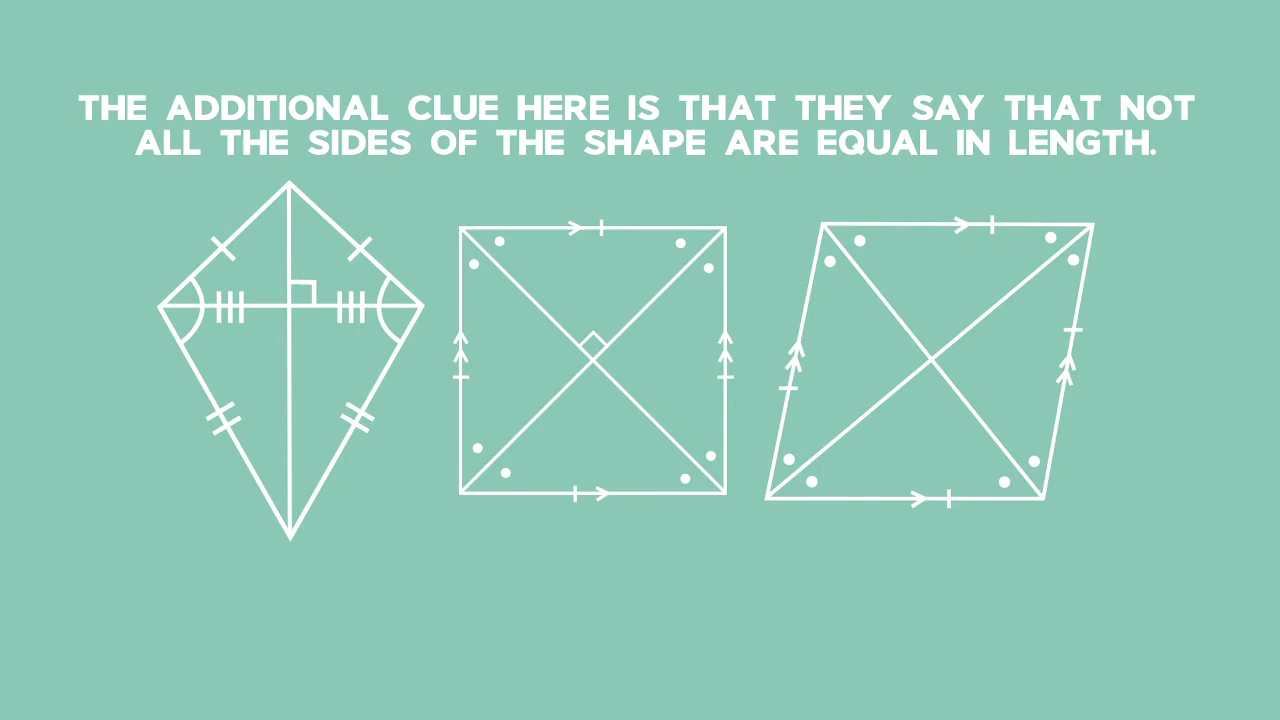 THE ADDITIONAL CLUE HERE IS THAT THEY SAY THAT NOT
ALL THE SIDES OF THE SHAPE ARE EQUAL IN LENGTH.